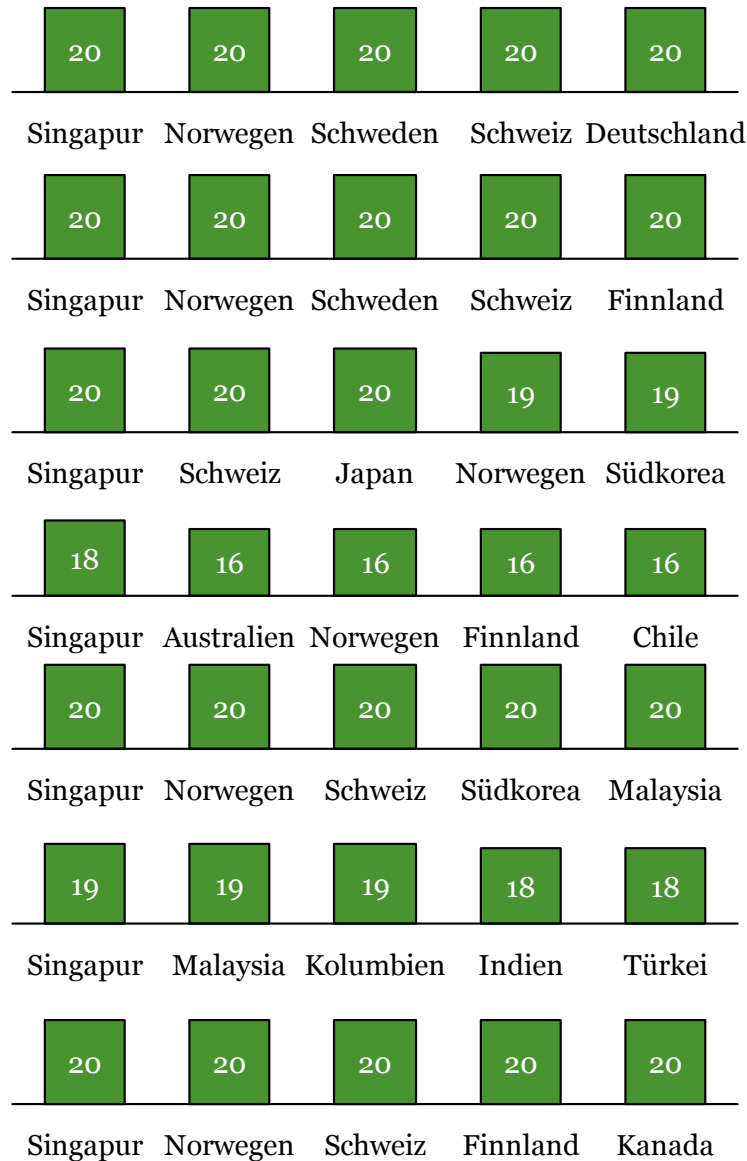 20 20 20 20 20
Singapur Norwegen Schweden Schweiz Deutschland
20 20 20 20 20
Singapur Norwegen Schweden Schweiz Finnland
20 20 20 19 19
Singapur Schweiz Japan Norwegen Südkorea
18 16 16 16 16
Singapur Australien Norwegen Finnland Chile
20 20 20 20 20
Singapur Norwegen Schweiz Südkorea Malaysia
19 19 19 18 18
Singapur Malaysia Kolumbien Indien Türkei
20 20 20 20 20
Singapur Norwegen Schweiz Finnland Kanada